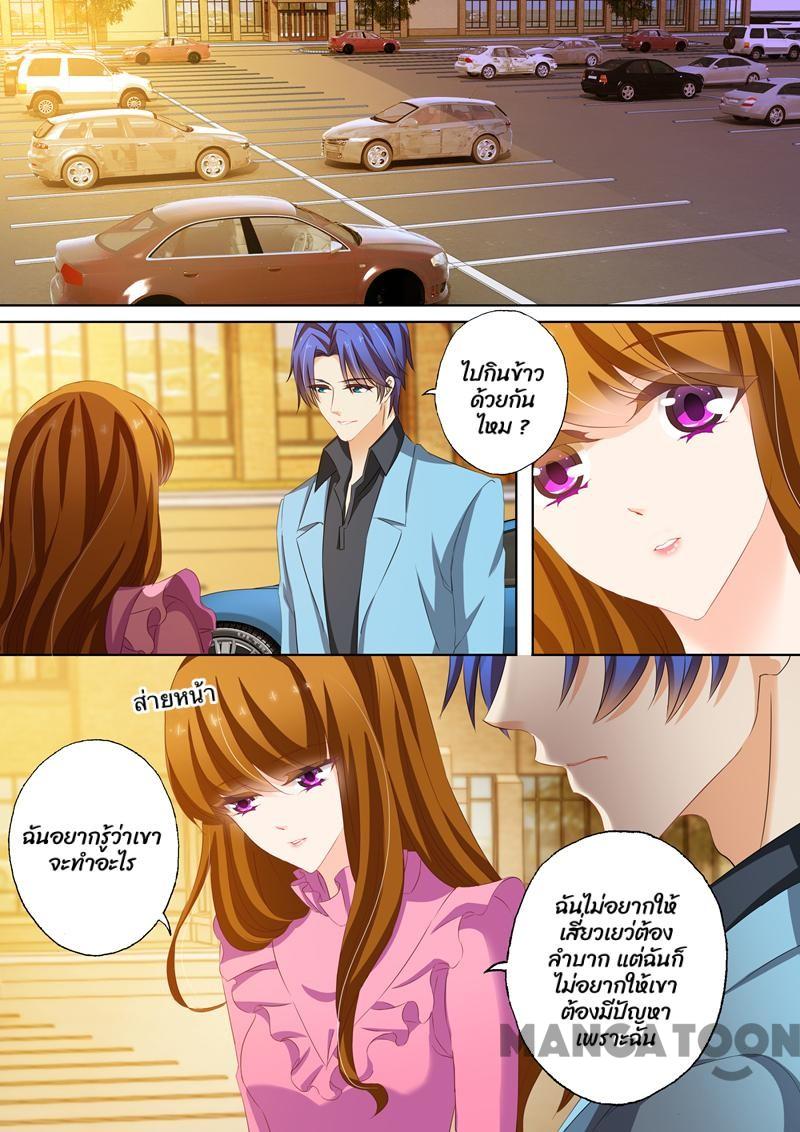 ไปกินข้าว
ด้วยกัน
ไหม ?
ส่ายหน้า
ฉันอยากรู้ว่าเขา
จะทำอะไร
ฉันไม่อยากให้
เสี่ยวเยว่ต้อง
ลำบาก แต่ฉันก็
ไม่อยากให้เขา
ต้องมีปัญหา
เพราะฉัน
MANGATOON